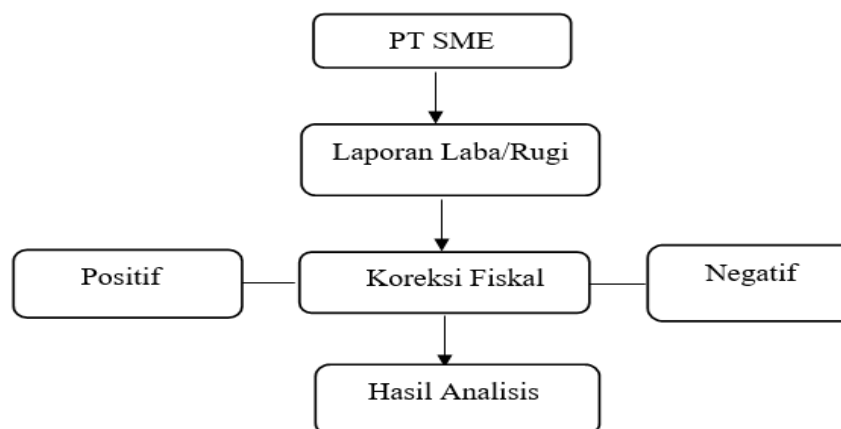 PT SME
Laporan Laba/Rugi
Positif
Koreksi Fiskal
Negatif
Hasil Analisis